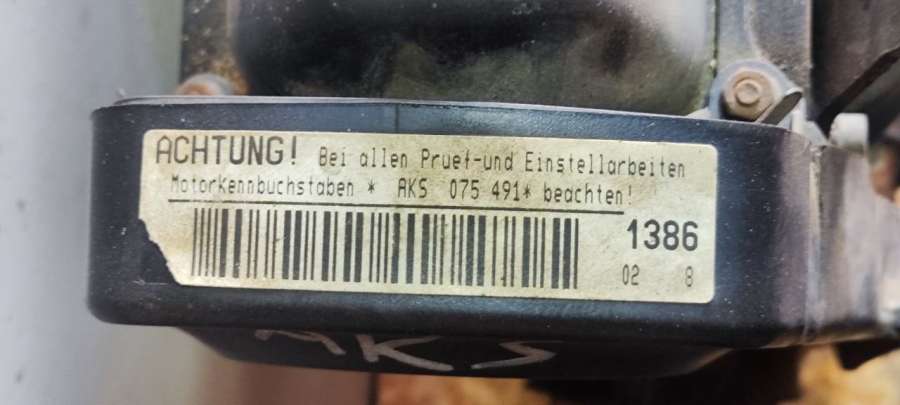 ACHTUNG! Bei allen Pruef-und Einstellarbeiten
Motorkennbuchstaben * AKS 075 491* beachten!
1386
02 8
AKS